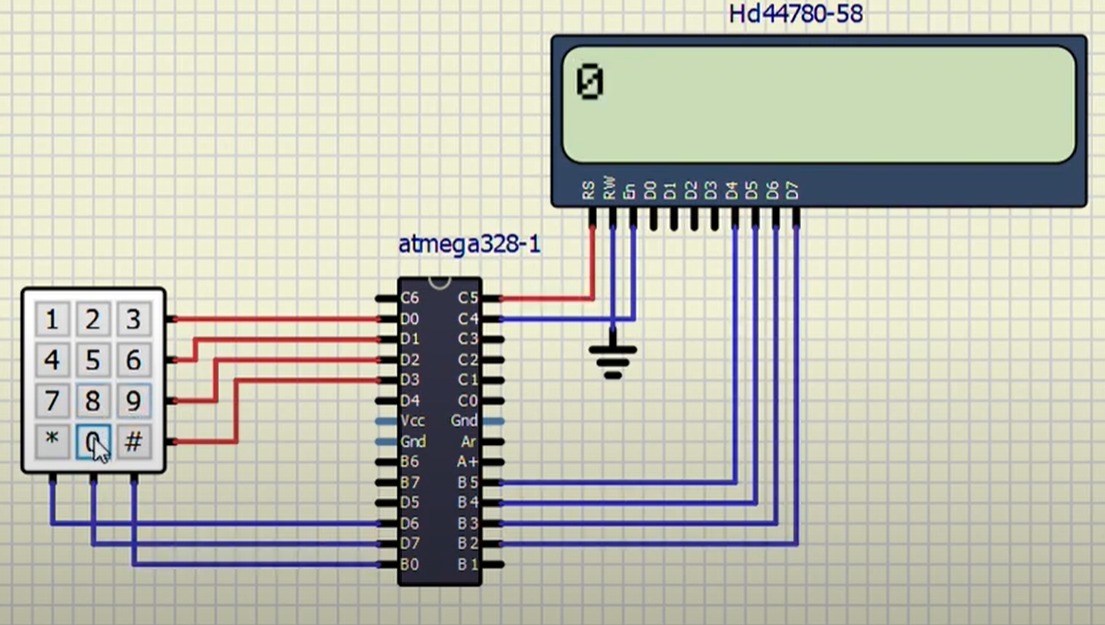 Hd44780-58
0
RS RW En D0 D1 D2 D3 D4 D5 D6 D7
atmega328-1
1 2 3
4 5 6
7 8 9
* 0 #
C6 C5
D0 C4
D1 C3
D2 C2
D3 C1
D4 C0
Vcc Gnd
Gnd Ar
B6 A+
B7 B5
D5 B4
D6 B3
D7 B2
B0 B1